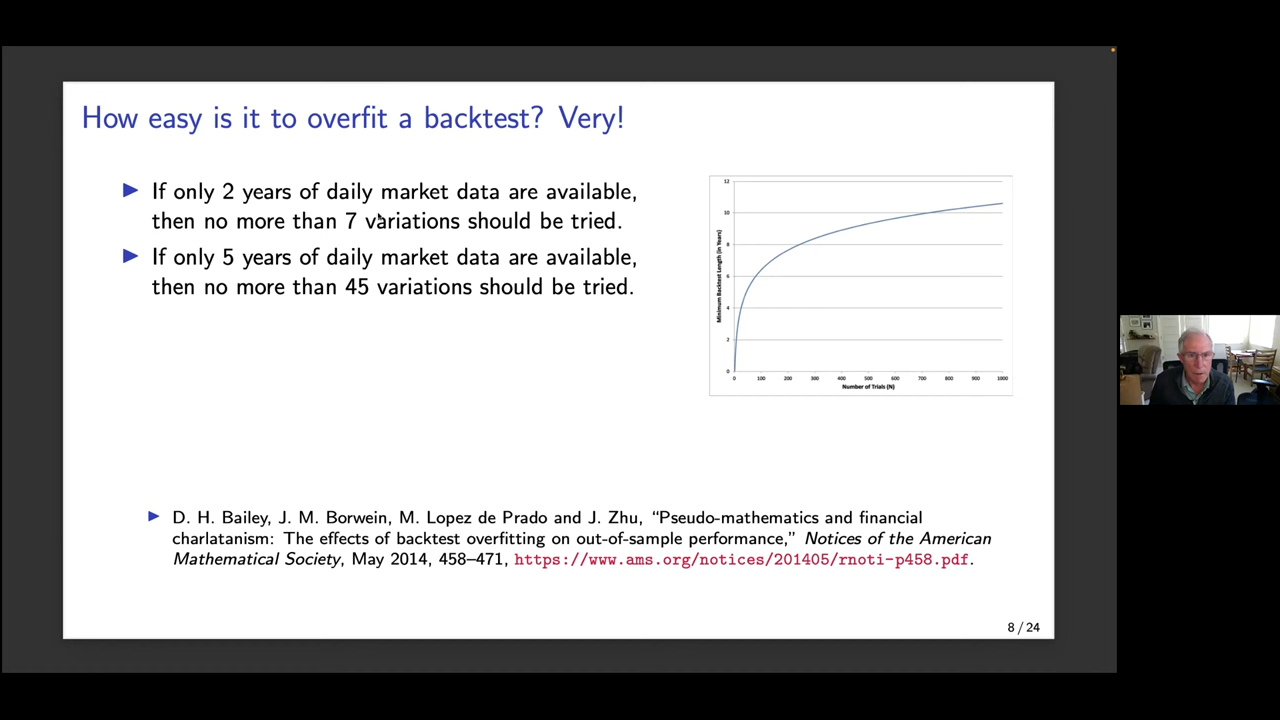 How easy is it to overfit a backtest? Very!
If only 2 years of daily market data are available,
then no more than 7 variations should be tried.
If only 5 years of daily market data are available,
then no more than 45 variations should be tried.
12
10
8
6
4
2
0
Minimum Backtest Length (in Years)
0 100 200 300 400 500 600 700 800 900 1000
Number of Trials (N)
D. H. Bailey, J. M. Borwein, M. Lopez de Prado and J. Zhu, “Pseudo-mathematics and financial
charlatanism: The effects of backtest overfitting on out-of-sample performance,” Notices of the American
Mathematical Society, May 2014, 458–471, https://www.ams.org/notices/201405/rnoti-p458.pdf.
8 / 24